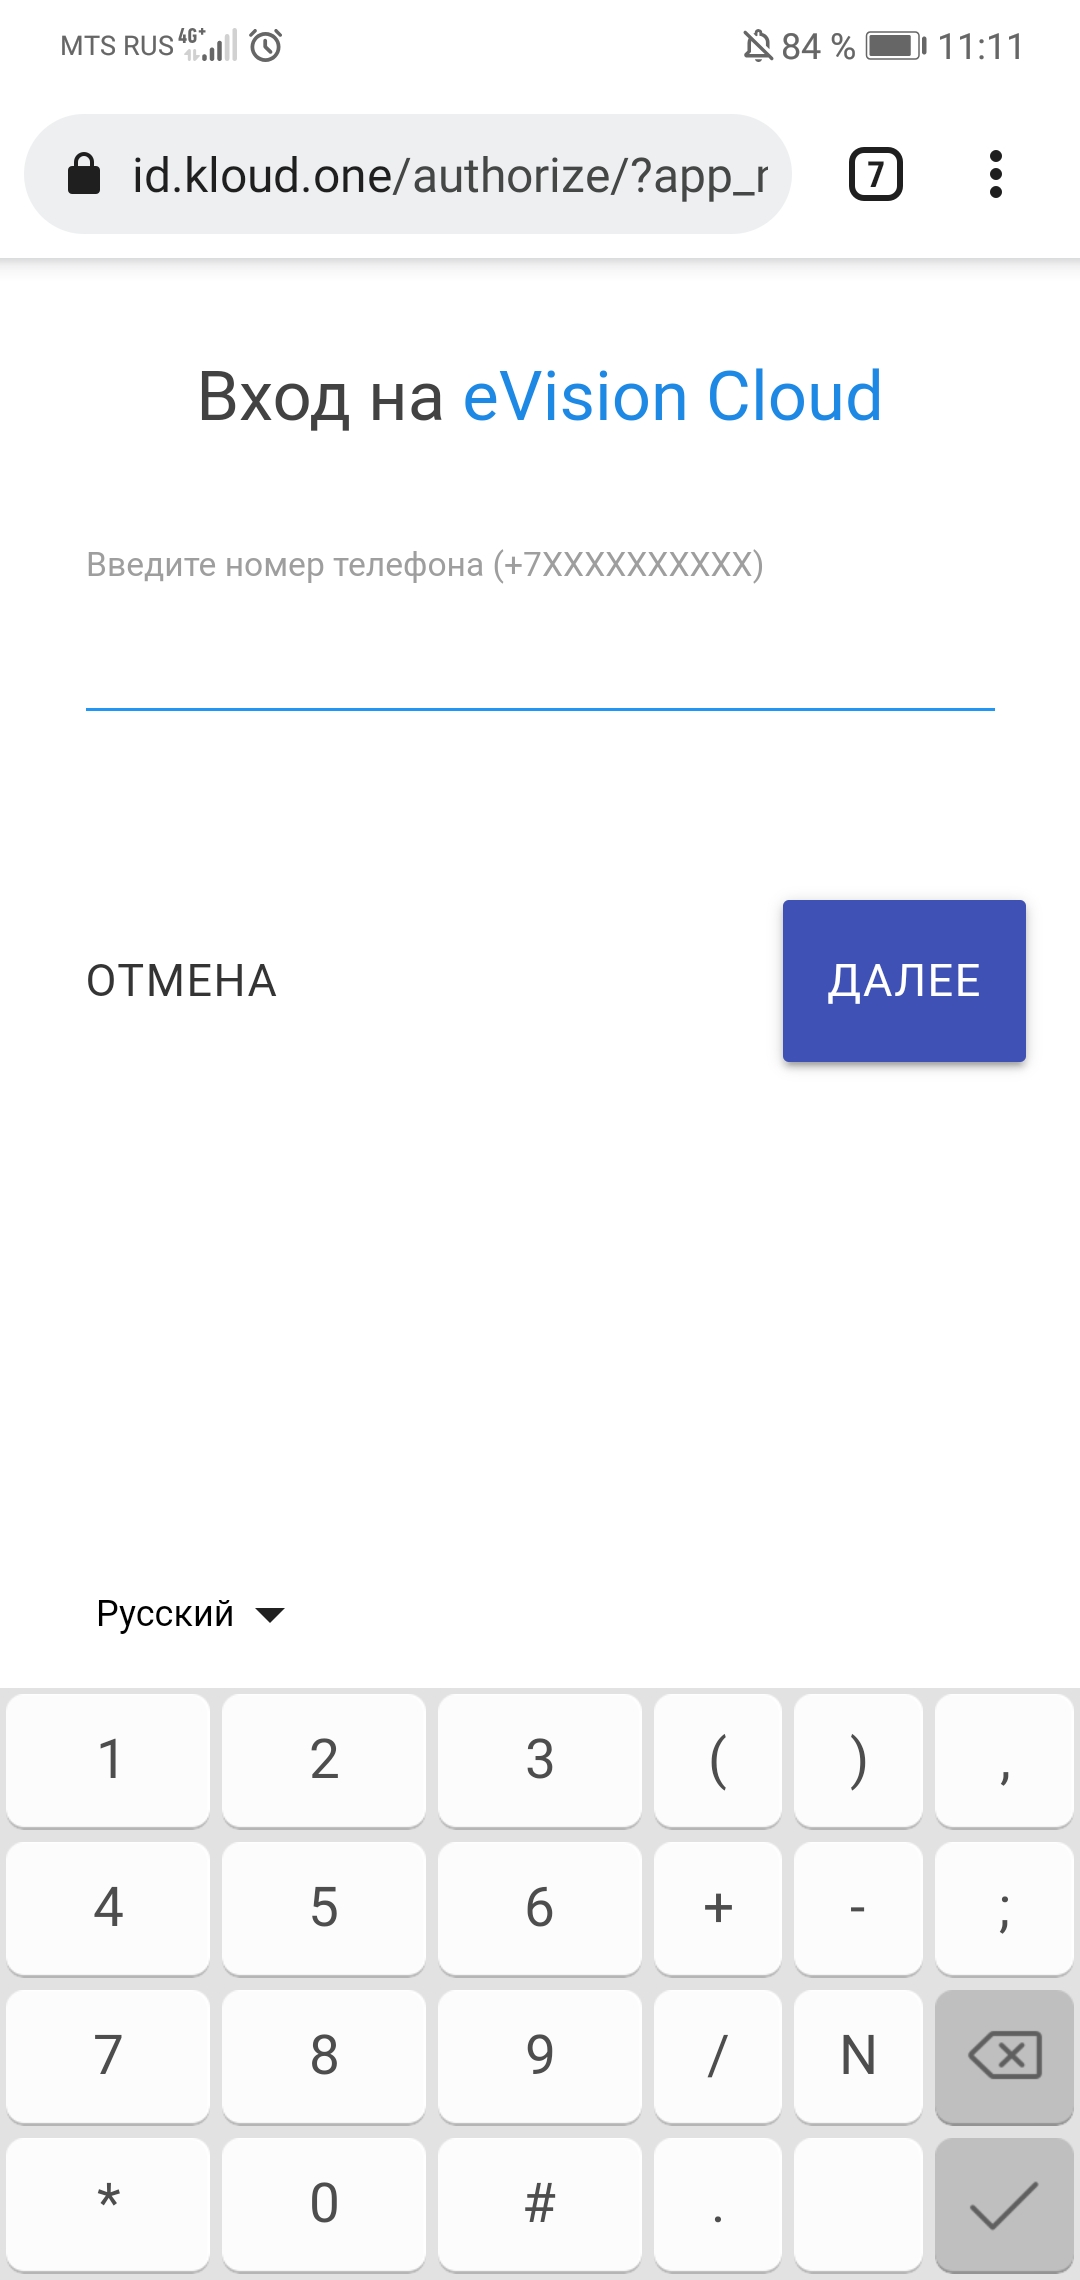 MTS RUS 4G+ 84 % 11:11
id.kloud.one/authorize/?app_r 7
Вход на eVision Cloud
Введите номер телефона (+7XXXXXXXXXX)
ОТМЕНА ДАЛЕЕ
Русский
1 2 3 ( ) ,
4 5 6 + - ;
7 8 9 / N
* 0 # .